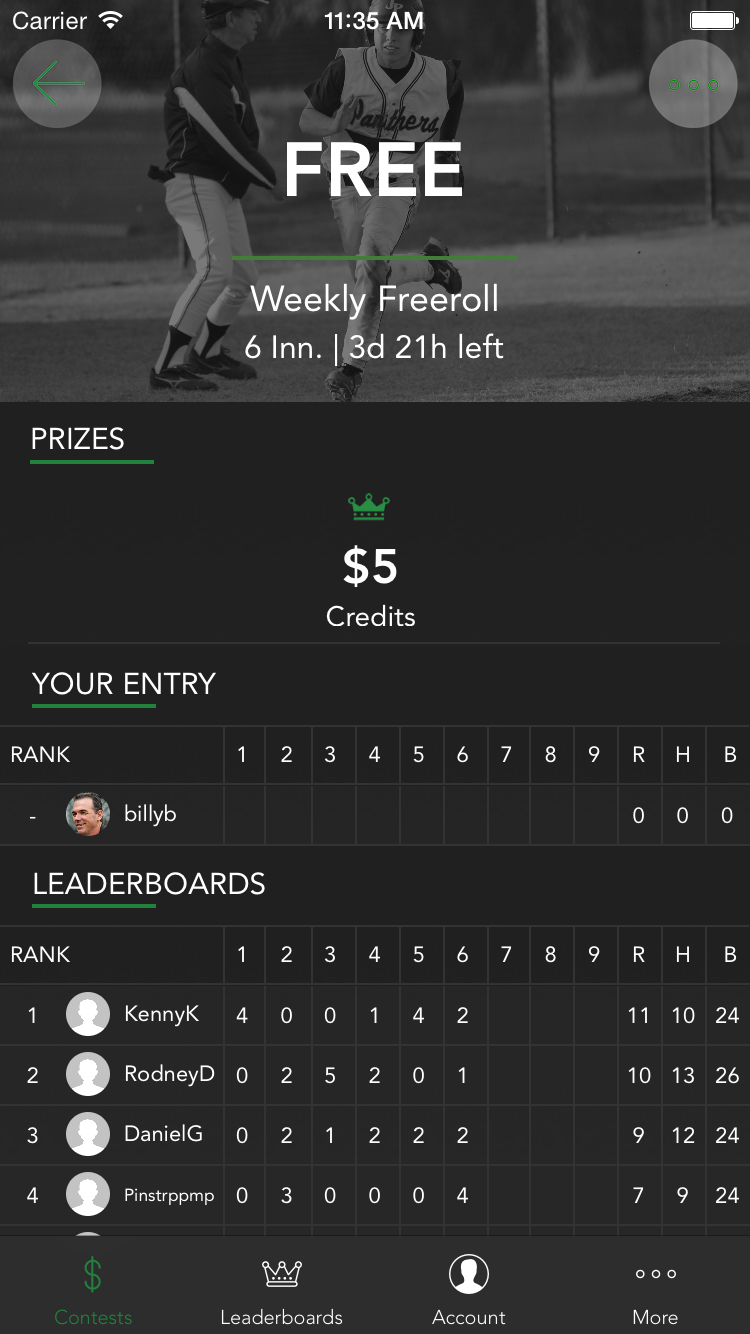 Carrier 11:35 AM
Panthers
FREE
Weekly Freeroll
6 Inn. | 3d 21h left
PRIZES
$5
Credits
YOUR ENTRY
RANK 1 2 3 4 5 6 7 8 9 R H B
- billyb 0 0 0
LEADERBOARDS
RANK 1 2 3 4 5 6 7 8 9 R H B
1 KennyK 4 0 0 1 4 2 11 10 24
2 RodneyD 0 2 5 2 0 1 10 13 26
3 DanielG 0 2 1 2 2 2 9 12 24
4 Pinstrppmp 0 3 0 0 0 4 7 9 24
$
Contests Leaderboards Account More